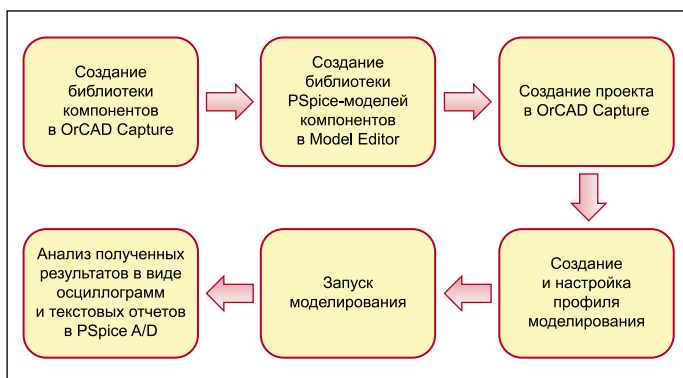 Создание
библиотеки
компонентов
в OrCAD Capture
Создание
библиотеки
PSpice-моделей
компонентов
в Model Editor
Создание проекта
в OrCAD Capture
Создание
и настройка
профиля
моделирования
Запуск
моделирования
Анализ полученных
результатов в виде
осциллограмм
и текстовых отчетов
в PSpice A/D